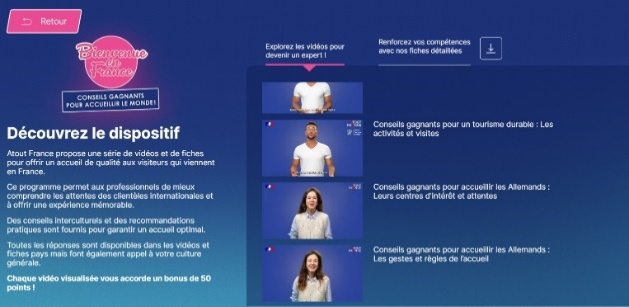 Retour
Bienvenue
en
France
CONSEILS GAGNANTS
POUR ACCUEILLIR LE MONDE!
Découvrez le dispositif
Atout France propose une série de vidéos et de fiches
pour offrir un accueil de qualité aux visiteurs qui viennent
en France.
Ce programme permet aux professionnels de mieux
comprendre les attentes des clientèles internationales et
à offrir une expérience mémorable.
Des conseils interculturels et des recommandations
pratiques sont fournis pour garantir un accueil optimal.
Toutes les réponses sont disponibles dans les vidéos et
fiches pays mais font également appel à votre culture
générale.
Chaque vidéo visualisée vous accorde un bonus de 50
points !
Explorez les vidéos pour
devenir un expert !
Renforcez vos compétences
avec nos fiches détaillées
Conseils gagnants pour un tourisme durable : Les
activités et visites
Conseils gagnants pour accueillir les Allemands :
Leurs centres d'intérêt et attentes
Conseils gagnants pour accueillir les Allemands :
Les gestes et règles de l'accueil